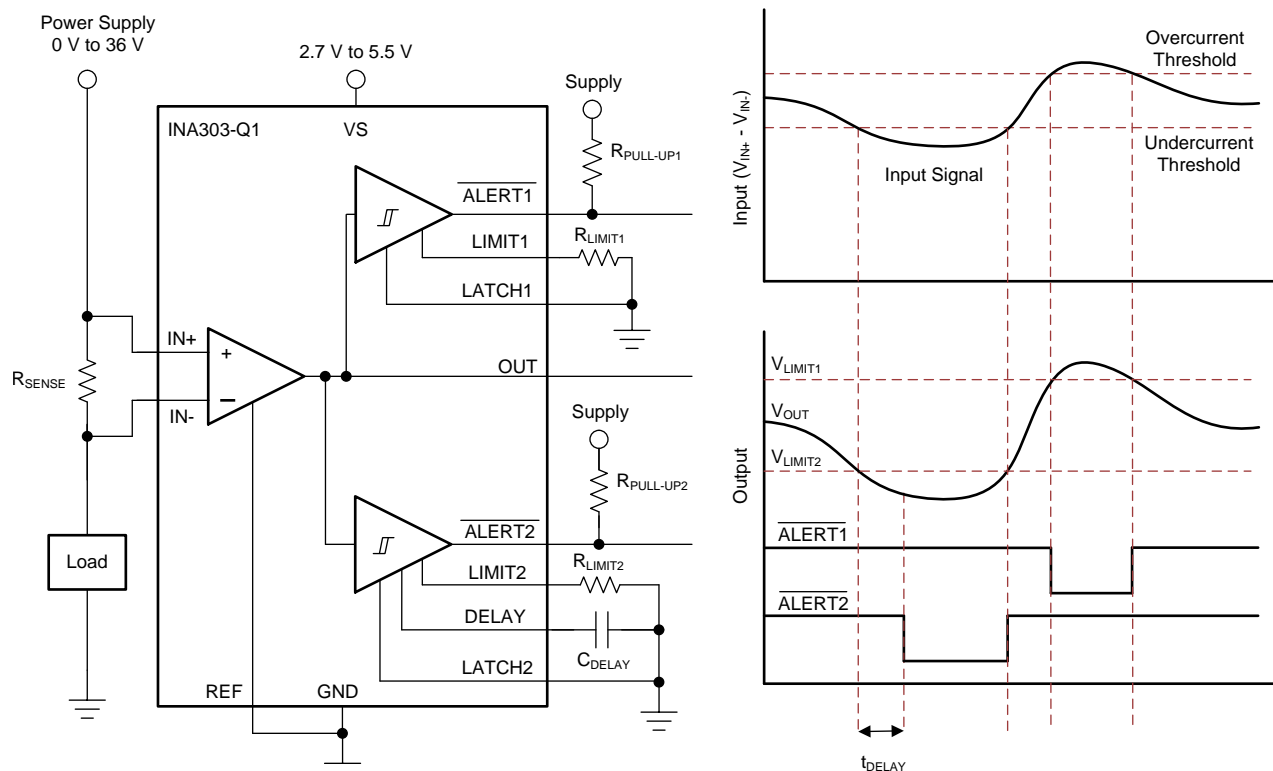 Power Supply
0 V to 36 V
2.7 V to 5.5 V
Supply
INA303-Q1
VS
RPULL-UP1
ALERT1
LIMIT1
RLIMIT1
LATCH1
IN+
+
RSENSE
IN-
−
OUT
Supply
RPULL-UP2
ALERT2
RLIMIT2
LIMIT2
Load
DELAY
CDELAY
LATCH2
REF
GND
Input (VIN+ - VIN-)
Overcurrent
Threshold
Undercurrent
Threshold
Input Signal
Output
VLIMIT1
VOUT
VLIMIT2
ALERT1
ALERT2
tDELAY